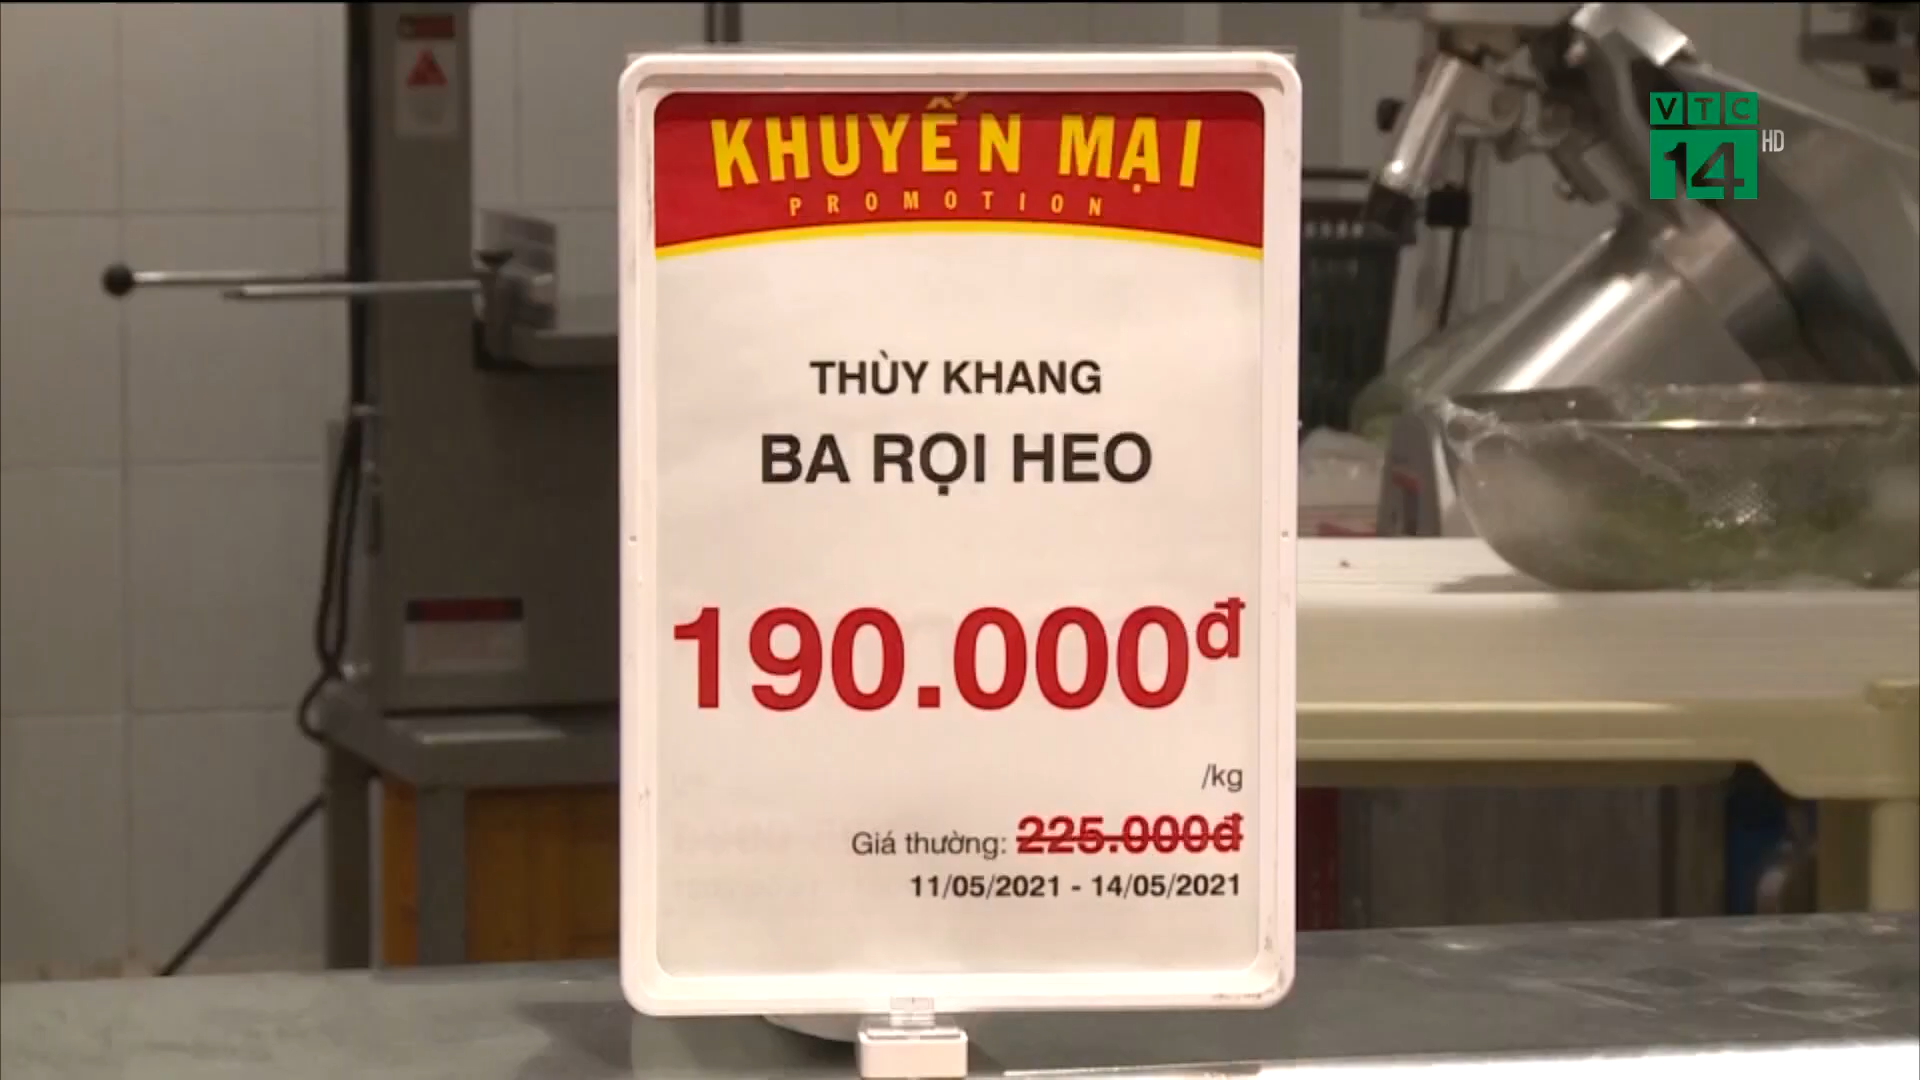 VTC
14 HD
KHUYẾN MẠI
PROMOTION
THÙY KHANG
BA RỌI HEO
190.000đ
/kg
Giá thường: 225.000đ
11/05/2021 - 14/05/2021